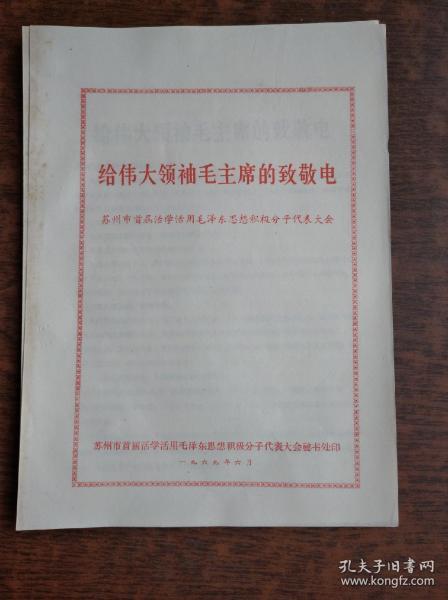 给伟大领袖毛主席的致敬电
苏州市首届活学活用毛泽东思想积极分子代表大会
苏州市首届活学活用毛泽东思想积极分子代表大会秘书处印
一九六九年六月
孔夫子旧书网
www.kongfz.com